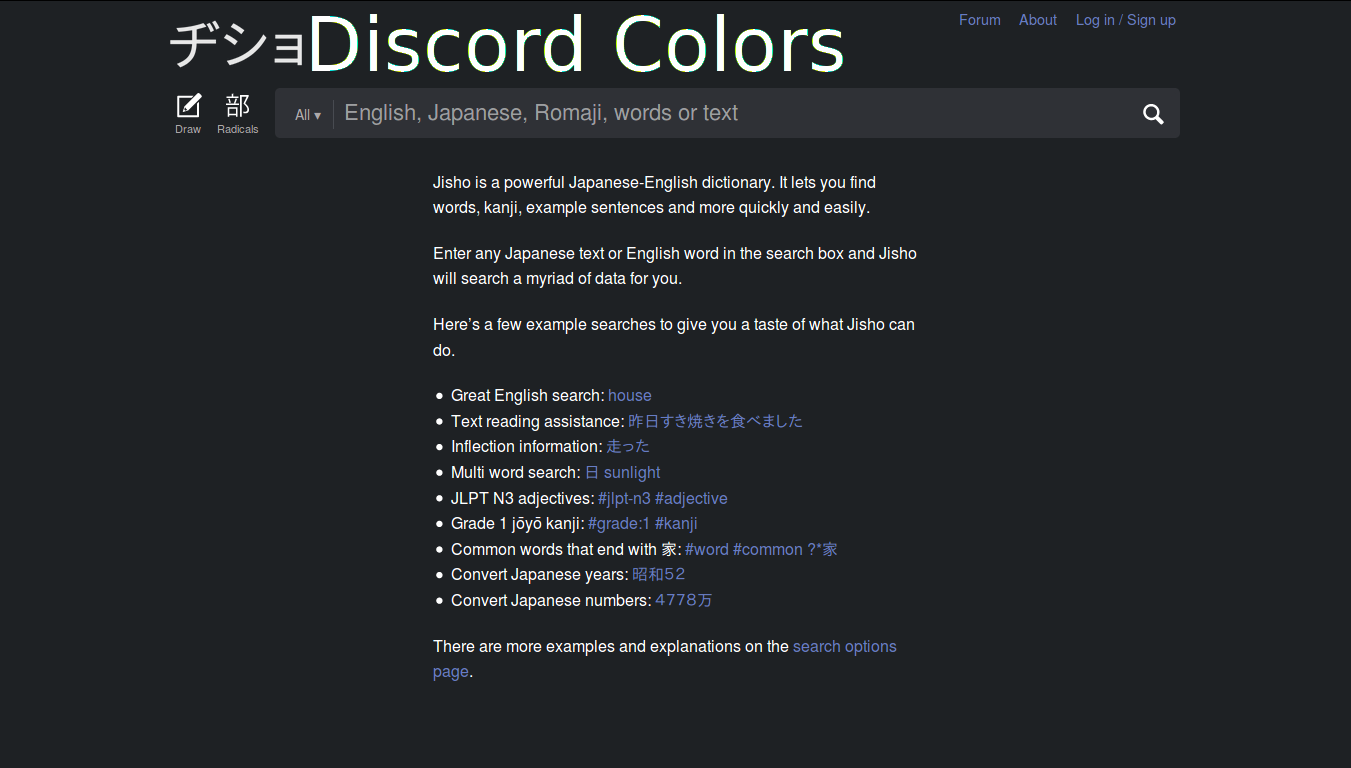 ヂショDiscord Colors
Forum About Log in / Sign up
部
Draw Radicals
All ▾ English, Japanese, Romaji, words or text
Jisho is a powerful Japanese-English dictionary. It lets you find
words, kanji, example sentences and more quickly and easily.
Enter any Japanese text or English word in the search box and Jisho
will search a myriad of data for you.
Here’s a few example searches to give you a taste of what Jisho can
do.
• Great English search: house
• Text reading assistance: 昨日すき焼きを食べました
• Inflection information: 走った
• Multi word search: 日 sunlight
• JLPT N3 adjectives: #jlpt-n3 #adjective
• Grade 1 jōyō kanji: #grade:1 #kanji
• Common words that end with 家: #word #common ?*家
• Convert Japanese years: 昭和52
• Convert Japanese numbers: 4778万
There are more examples and explanations on the search options
page.